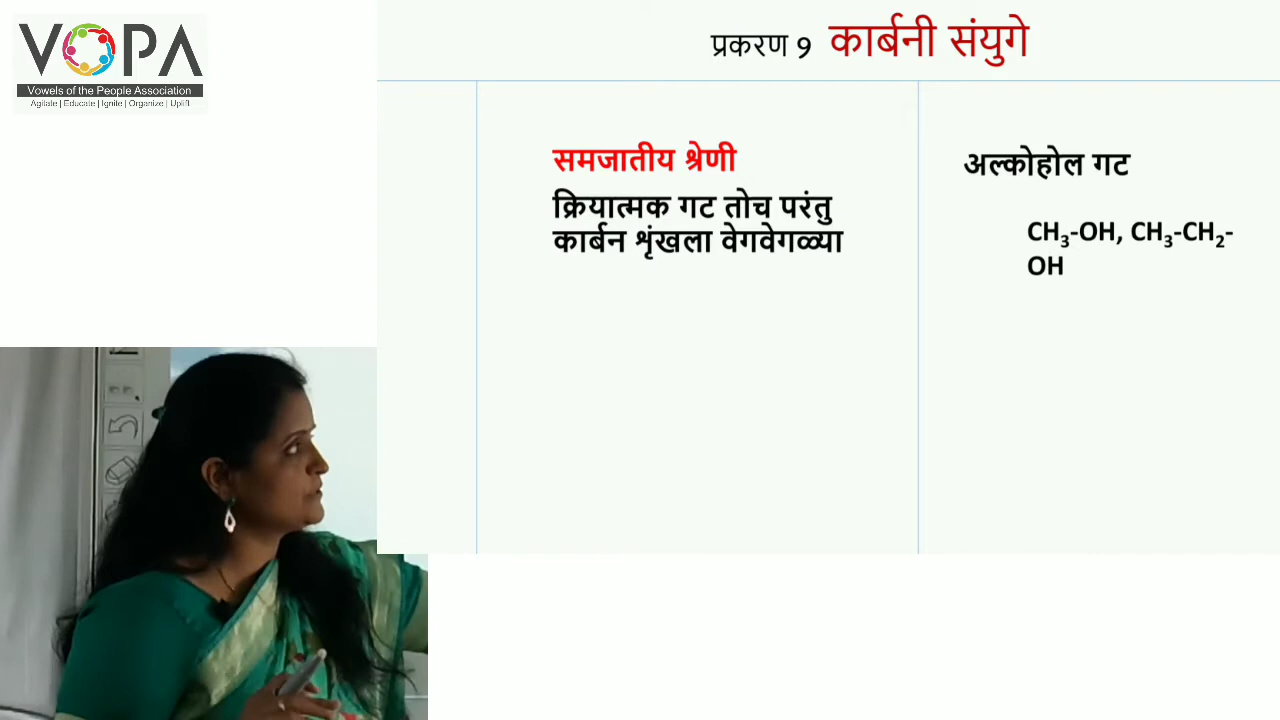 VOPA
Vowels of the People Association
Agitate | Educate | Ignite | Organize | Uplift
प्रकरण 9 कार्बनी संयुगे
समजातीय श्रेणी
क्रियात्मक गट तोच परंतु
कार्बन शृंखला वेगवेगळ्या
अल्कोहोल गट
CH₃-OH, CH₃-CH₂-
OH